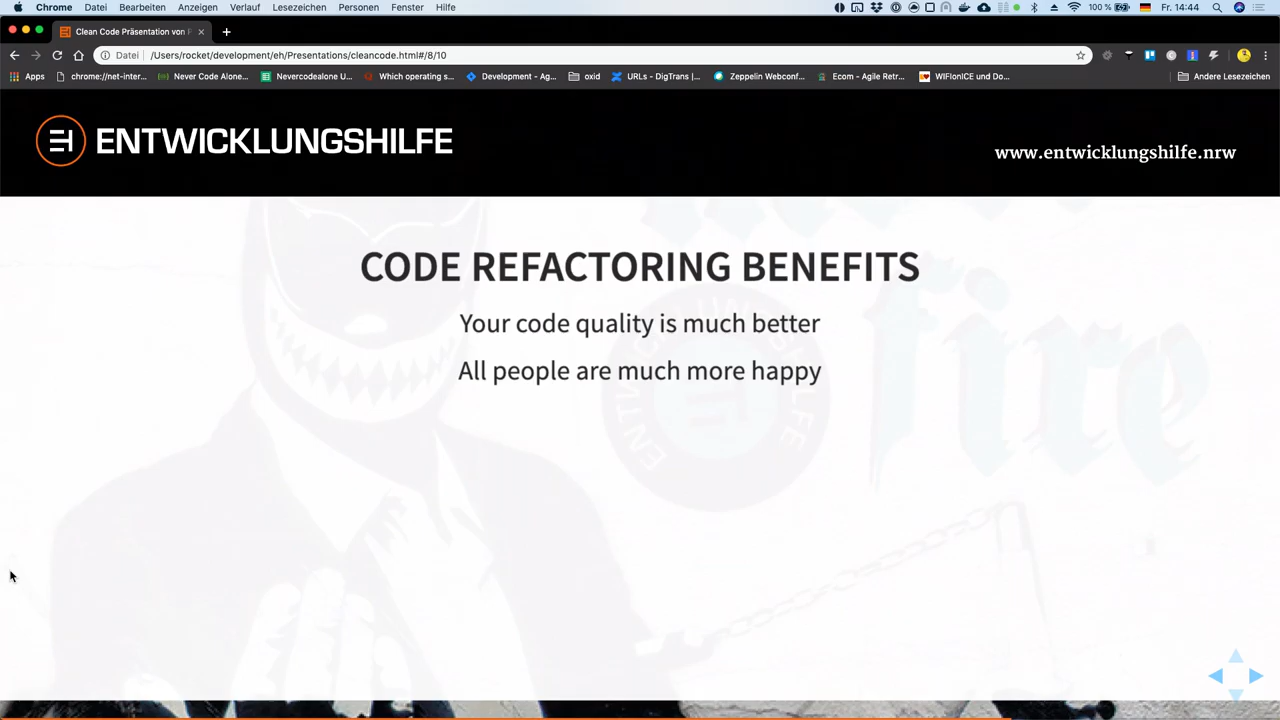 Chrome Datei Bearbeiten Anzeigen Verlauf Lesezeichen Personen Fenster Hilfe 100 % Fr. 14:44
Clean Code Präsentation von
Datei /Users/rocket/development/eh/Presentations/cleancode.html#/8/10
Apps chrome://net-inter... Never Code Alone... Nevercodealone U... Which operating s... Development - Ag... oxid URLs - DigTrans |... Zeppelin Webconf... Ecom - Agile Retr... WIFIonICE und Do... Andere Lesezeichen
ENTWICKLUNGSHILFE
www.entwicklungshilfe.nrw
CODE REFACTORING BENEFITS
Your code quality is much better
All people are much more happy
fire
ENTWICKLUNGSHILFE